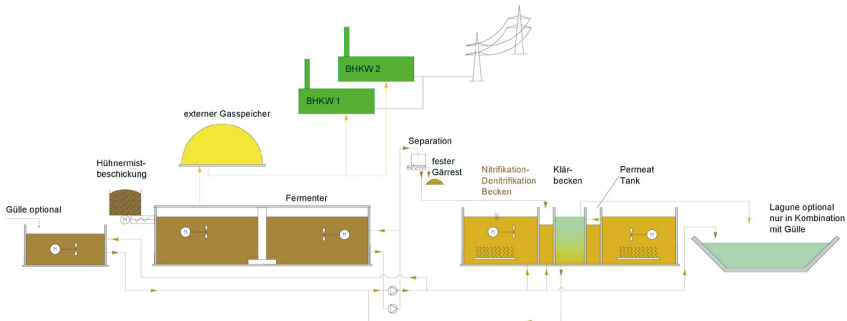 BHKW 2
BHKW 1
externer Gasspeicher
Separation
fester
Gärrest
Hühnermist-
beschickung
Nitrifikation-
Denitrifikation
Becken
Klär-
becken
Permeat
Tank
Fermenter
Gülle optional
Lagune optional
nur in Kombination
mit Gülle
M
M
M
M
M
M